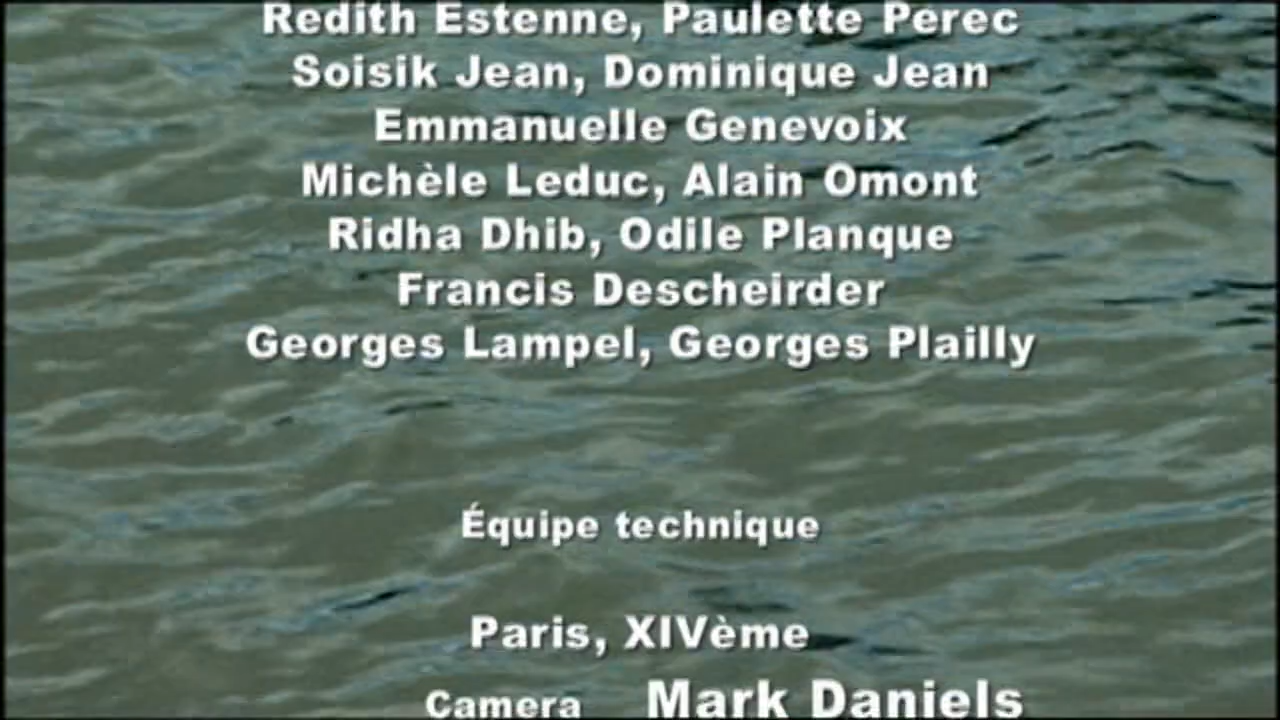 Redith Estenne, Paulette Perec
Soisik Jean, Dominique Jean
Emmanuelle Genevoix
Michèle Leduc, Alain Omont
Ridha Dhib, Odile Planque
Francis Descheirder
Georges Lampel, Georges Plailly
Équipe technique
Paris, XIVème
Camera Mark Daniels